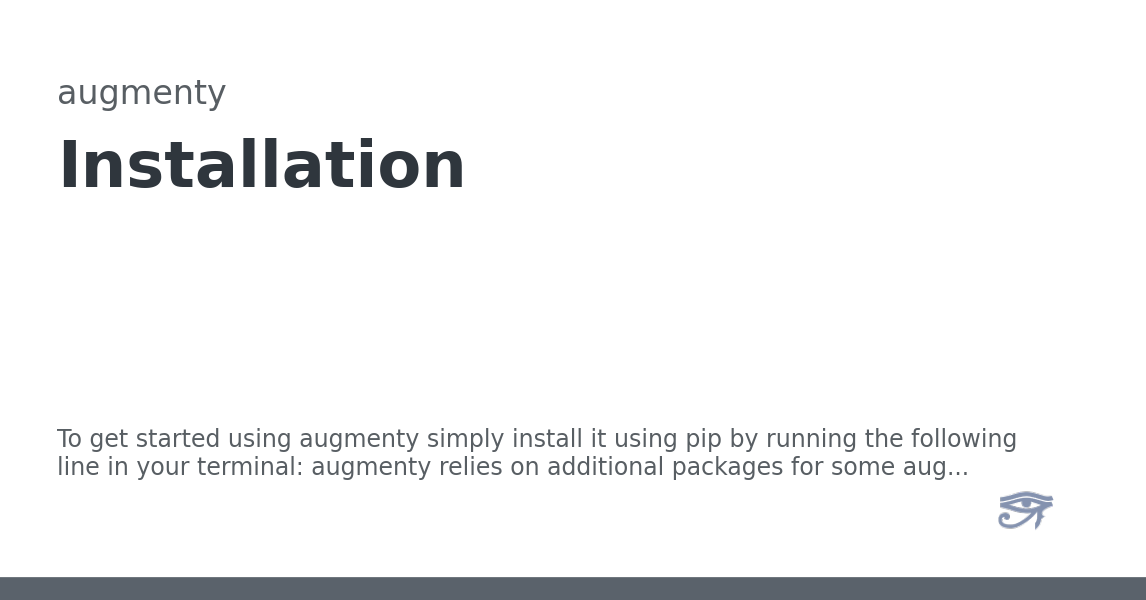 augmenty
Installation
To get started using augmenty simply install it using pip by running the following
line in your terminal: augmenty relies on additional packages for some aug...